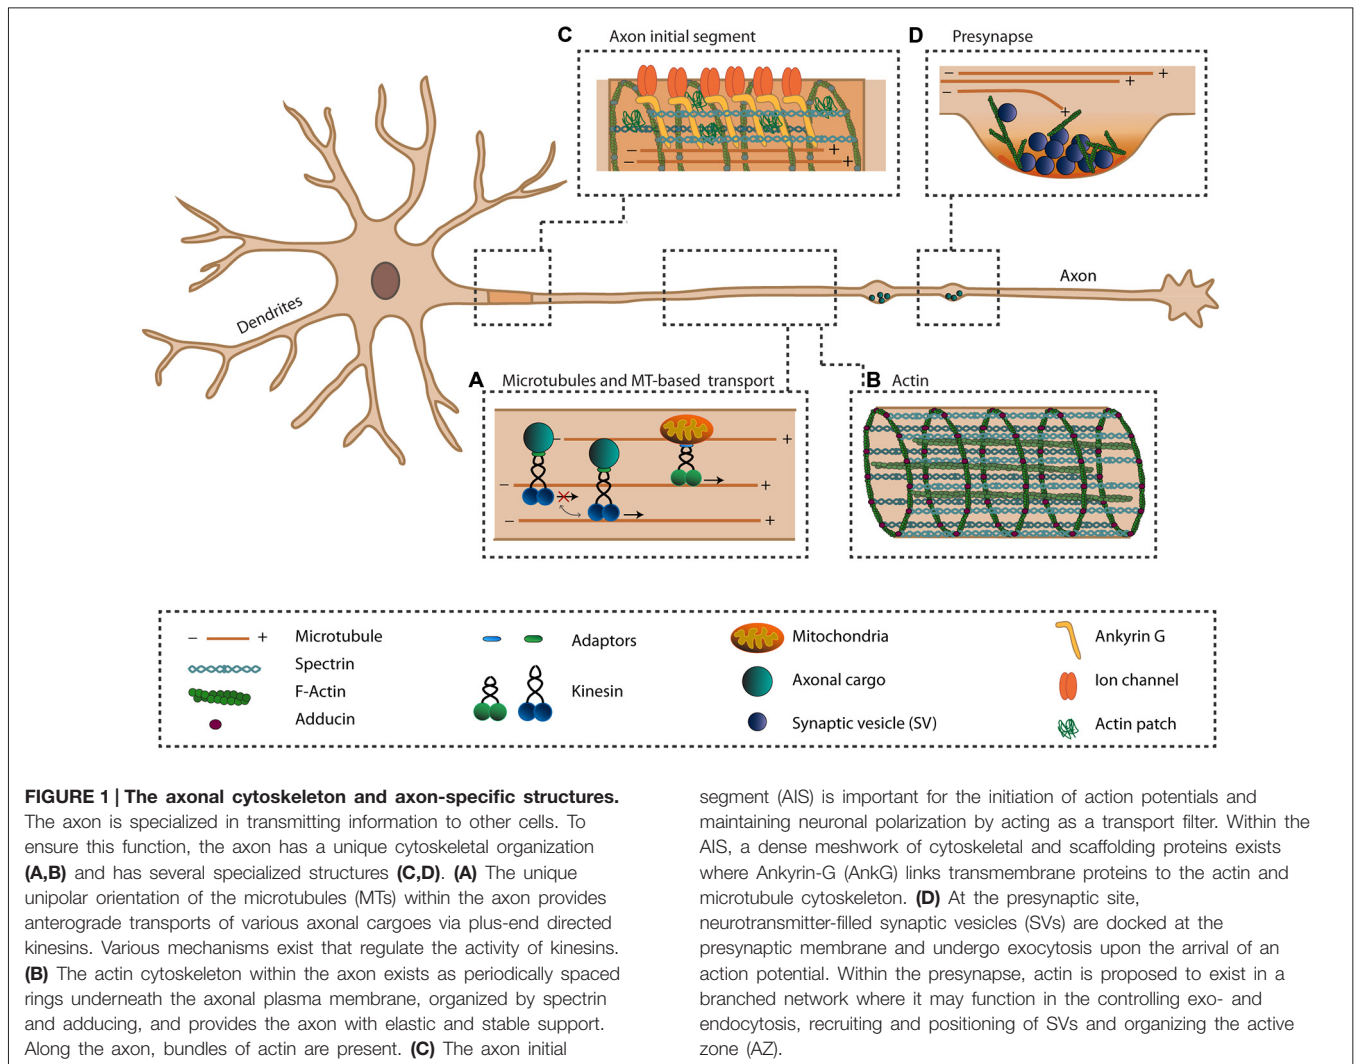 C Axon initial segment
D Presynapse
− +
− +
− +
− +
− +
Dendrites
Axon
A Microtubules and MT-based transport
B Actin
− +
− +
− +
− + Microtubule
Spectrin
F-Actin
Adducin
Adaptors
Kinesin
Mitochondria
Axonal cargo
Synaptic vesicle (SV)
Ankyrin G
Ion channel
Actin patch
FIGURE 1 | The axonal cytoskeleton and axon-specific structures.
The axon is specialized in transmitting information to other cells. To
ensure this function, the axon has a unique cytoskeletal organization
(A,B) and has several specialized structures (C,D). (A) The unique
unipolar orientation of the microtubules (MTs) within the axon provides
anterograde transports of various axonal cargoes via plus-end directed
kinesins. Various mechanisms exist that regulate the activity of kinesins.
(B) The actin cytoskeleton within the axon exists as periodically spaced
rings underneath the axonal plasma membrane, organized by spectrin
and adducing, and provides the axon with elastic and stable support.
Along the axon, bundles of actin are present. (C) The axon initial
segment (AIS) is important for the initiation of action potentials and
maintaining neuronal polarization by acting as a transport filter. Within the
AIS, a dense meshwork of cytoskeletal and scaffolding proteins exists
where Ankyrin-G (AnkG) links transmembrane proteins to the actin and
microtubule cytoskeleton. (D) At the presynaptic site,
neurotransmitter-filled synaptic vesicles (SVs) are docked at the
presynaptic membrane and undergo exocytosis upon the arrival of an
action potential. Within the presynapse, actin is proposed to exist in a
branched network where it may function in the controlling exo- and
endocytosis, recruiting and positioning of SVs and organizing the active
zone (AZ).